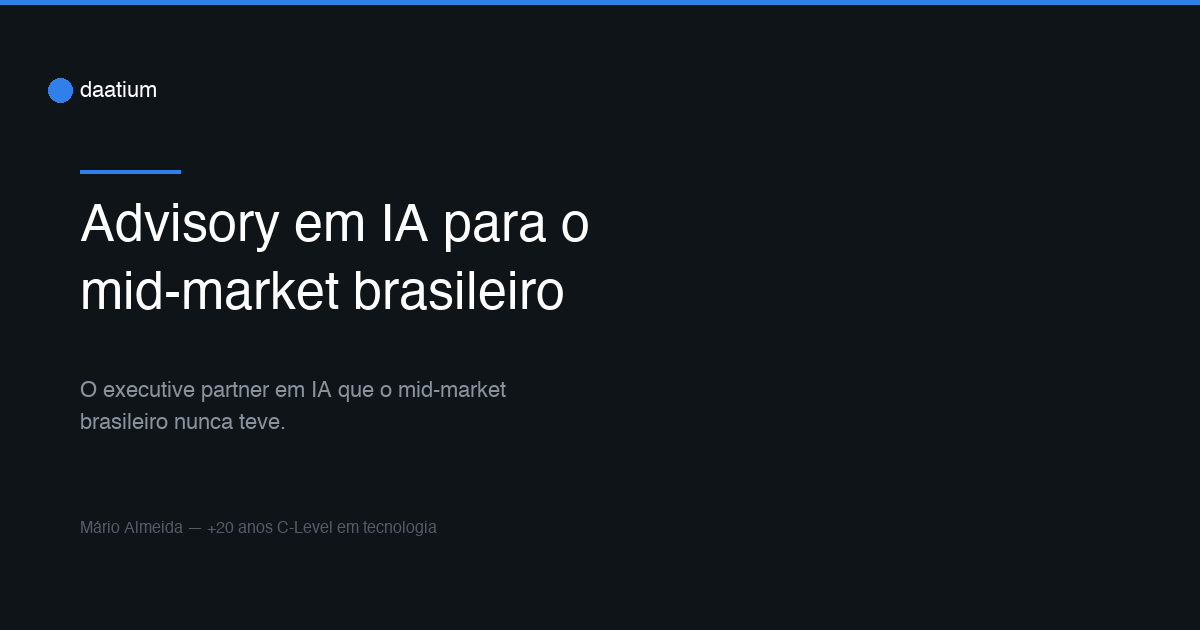 daatium
Advisory em IA para o
mid-market brasileiro
O executive partner em IA que o mid-market
brasileiro nunca teve.
Mário Almeida — +20 anos C-Level em tecnologia